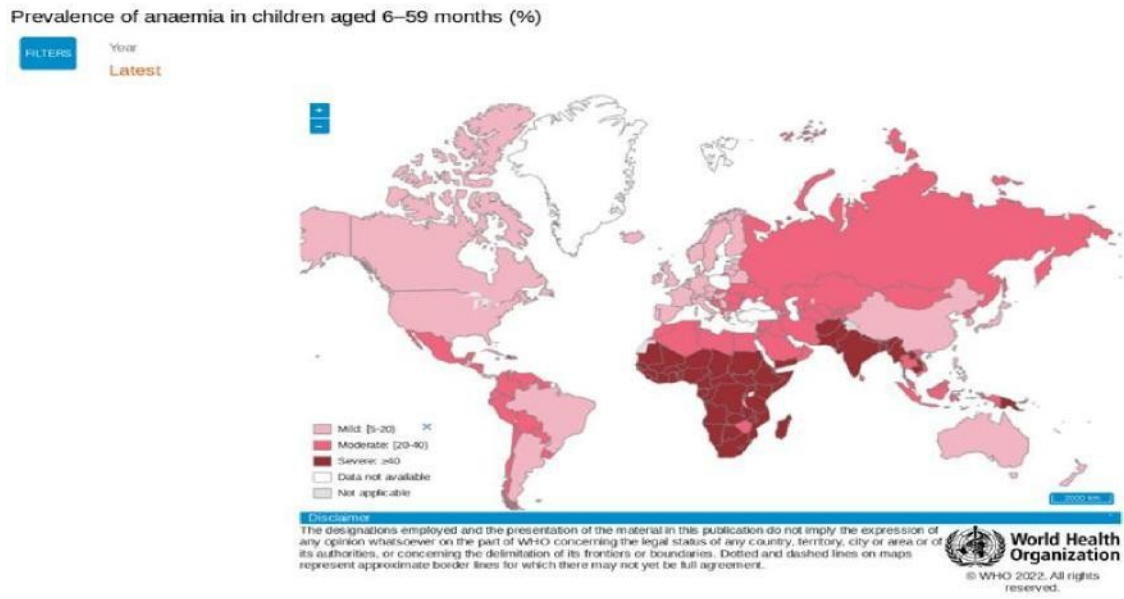 Prevalence of anaemia in children aged 6–59 months (%)
FILTERS
Year
Latest
+
−
Mild: [5-20)
×
Moderate: [20-40)
Severe: ≥40
Data not available
Not applicable
2000 km
Disclaimer
The designations employed and the presentation of the material in this publication do not imply the expression of
any opinion whatsoever on the part of WHO concerning the legal status of any country, territory, city or area or of
its authorities, or concerning the delimitation of its frontiers or boundaries. Dotted and dashed lines on maps
represent approximate border lines for which there may not yet be full agreement.
World Health
Organization
© WHO 2022. All rights
reserved.